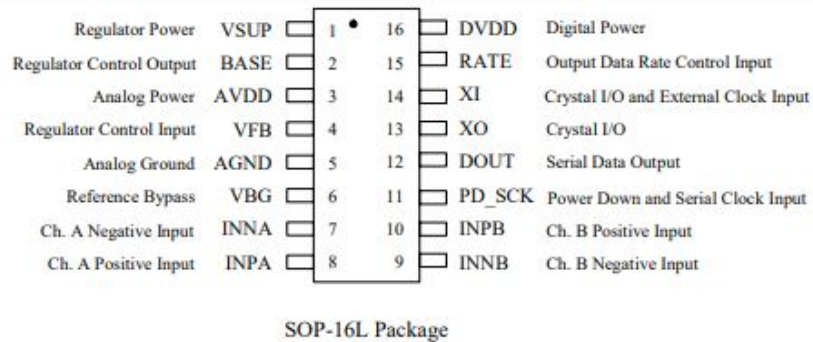 Regulator Power VSUP 1 16 DVDD Digital Power
Regulator Control Output BASE 2 15 RATE Output Data Rate Control Input
Analog Power AVDD 3 14 XI Crystal I/O and External Clock Input
Regulator Control Input VFB 4 13 XO Crystal I/O
Analog Ground AGND 5 12 DOUT Serial Data Output
Reference Bypass VBG 6 11 PD_SCK Power Down and Serial Clock Input
Ch. A Negative Input INNA 7 10 INPB Ch. B Positive Input
Ch. A Positive Input INPA 8 9 INNB Ch. B Negative Input
SOP-16L Package